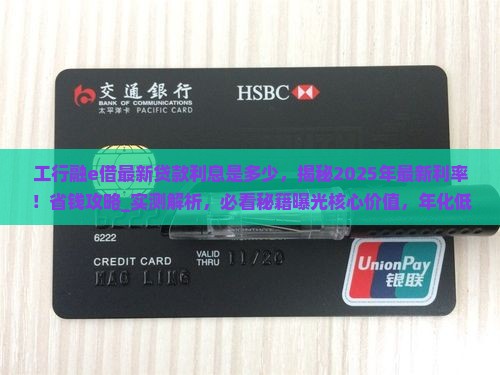 交通銀行
BANK OF COMMUNICATIONS
太平洋卡 PACIFIC CARD
HSBC
工行融e借最新贷款利息是多少，揭秘2025年最新利率
！省钱攻略_实测解析，必看秘籍曝光核心价值，年化低
6222
CREDIT CARD
VALID
THRU
11/20
MAO LING
UnionPay
银联